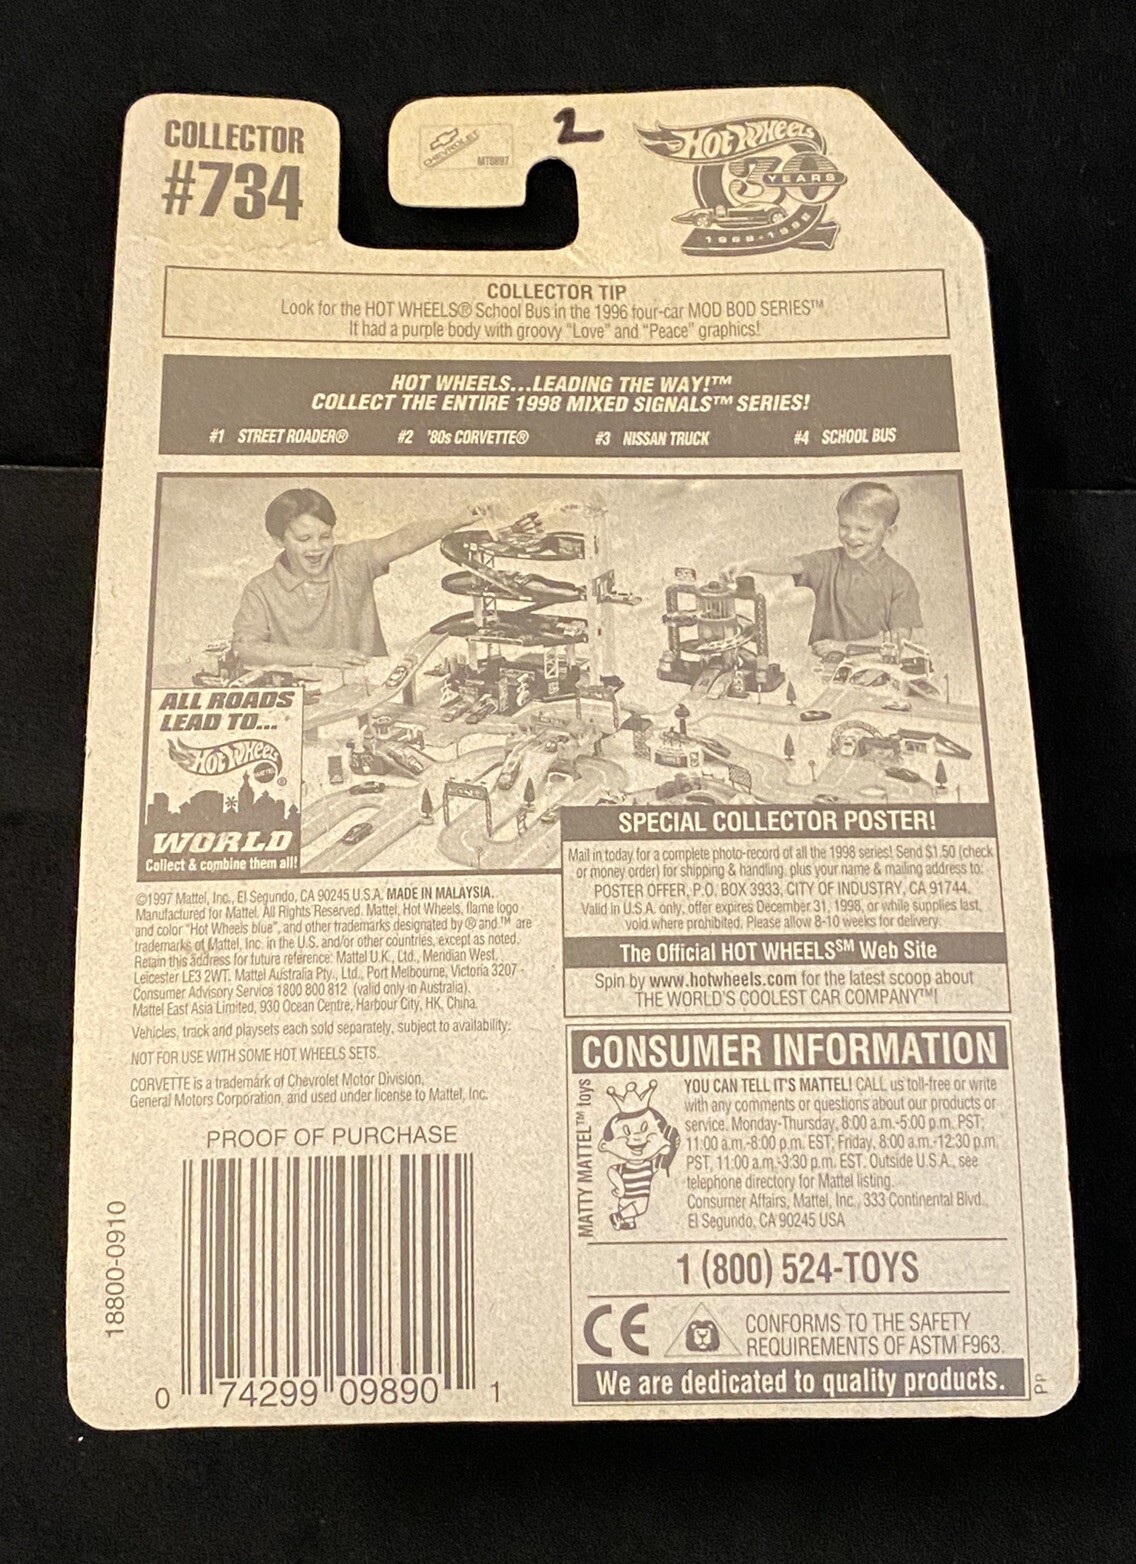 COLLECTOR
#734
CHEVROLET
MT0897
2
HOT WHEELS
30
YEARS
1968-1998
COLLECTOR TIP
Look for the HOT WHEELS® School Bus in the 1996 four-car MOD BOD SERIES™.
It had a purple body with groovy "Love" and "Peace" graphics!
HOT WHEELS...LEADING THE WAY!™
COLLECT THE ENTIRE 1998 MIXED SIGNALS™ SERIES!
#1 STREET ROADER® #2 '80s CORVETTE® #3 NISSAN TRUCK #4 SCHOOL BUS
ALL ROADS
LEAD TO...
HOT WHEELS
MATTEL
®
WORLD
Collect & combine them all!
SPECIAL COLLECTOR POSTER!
Mail in today for a complete photo-record of all the 1998 series! Send $1.50 (check
or money order) for shipping & handling, plus your name & mailing address to:
POSTER OFFER, P.O. BOX 3933, CITY OF INDUSTRY, CA 91744.
Valid in U.S.A. only, offer expires December 31, 1998, or while supplies last,
void where prohibited. Please allow 8-10 weeks for delivery.
The Official HOT WHEELS℠ Web Site
Spin by www.hotwheels.com for the latest scoop about
THE WORLD'S COOLEST CAR COMPANY™!
©1997 Mattel, Inc., El Segundo, CA 90245 U.S.A. MADE IN MALAYSIA.
Manufactured for Mattel. All Rights Reserved. Mattel, Hot Wheels, flame logo
and color "Hot Wheels blue", and other trademarks designated by ® and ™ are
trademarks of Mattel, Inc. in the U.S. and/or other countries, except as noted.
Retain this address for future reference: Mattel U.K., Ltd., Meridian West,
Leicester LE3 2WT. Mattel Australia Pty., Ltd., Port Melbourne, Victoria 3207 -
Consumer Advisory Service 1800 800 812 (valid only in Australia).
Mattel East Asia Limited, 930 Ocean Centre, Harbour City, HK, China.
Vehicles, track and playsets each sold separately, subject to availability.
NOT FOR USE WITH SOME HOT WHEELS SETS.
CORVETTE is a trademark of Chevrolet Motor Division,
General Motors Corporation, and used under license to Mattel, Inc.
PROOF OF PURCHASE
18800-0910
0 74299 09890 1
CONSUMER INFORMATION
MATTY MATTEL™ toys
YOU CAN TELL IT'S MATTEL! CALL us toll-free or write
with any comments or questions about our products or
service. Monday-Thursday, 8:00 a.m.-5:00 p.m. PST;
11:00 a.m.-8:00 p.m. EST; Friday, 8:00 a.m.-12:30 p.m.
PST, 11:00 a.m.-3:30 p.m. EST. Outside U.S.A., see
telephone directory for Mattel listing.
Consumer Affairs, Mattel, Inc., 333 Continental Blvd.,
El Segundo, CA 90245 USA
1 (800) 524-TOYS
CE
CONFORMS TO THE SAFETY
REQUIREMENTS OF ASTM F963.
We are dedicated to quality products.
PP